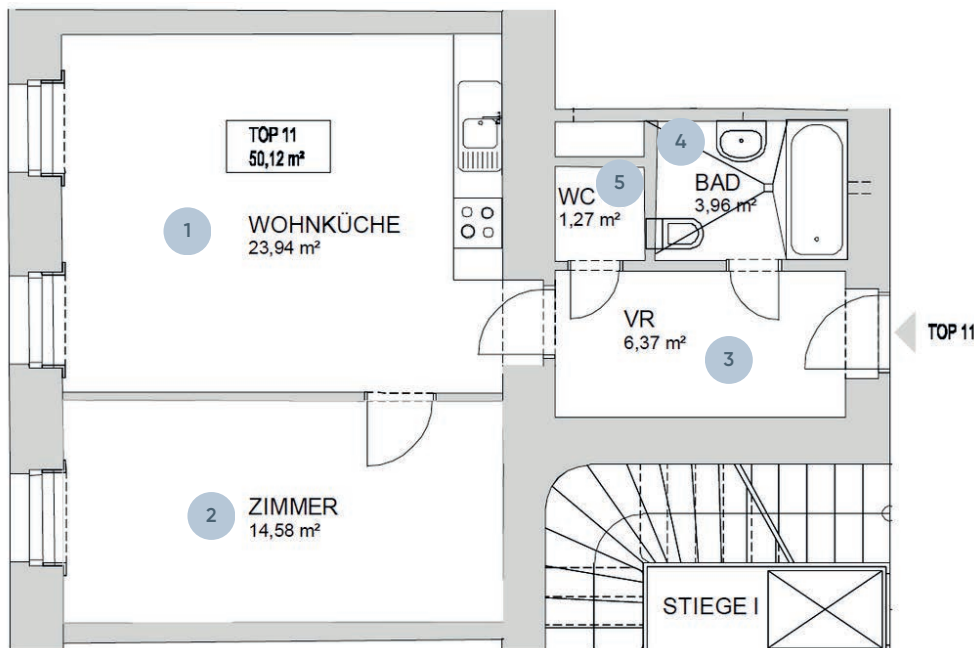 TOP 11
50,12 m²
1
WOHNKÜCHE
23,94 m²
4
5
BAD
3,96 m²
WC
1,27 m²
VR
6,37 m²
3
TOP 11
2
ZIMMER
14,58 m²
STIEGE I